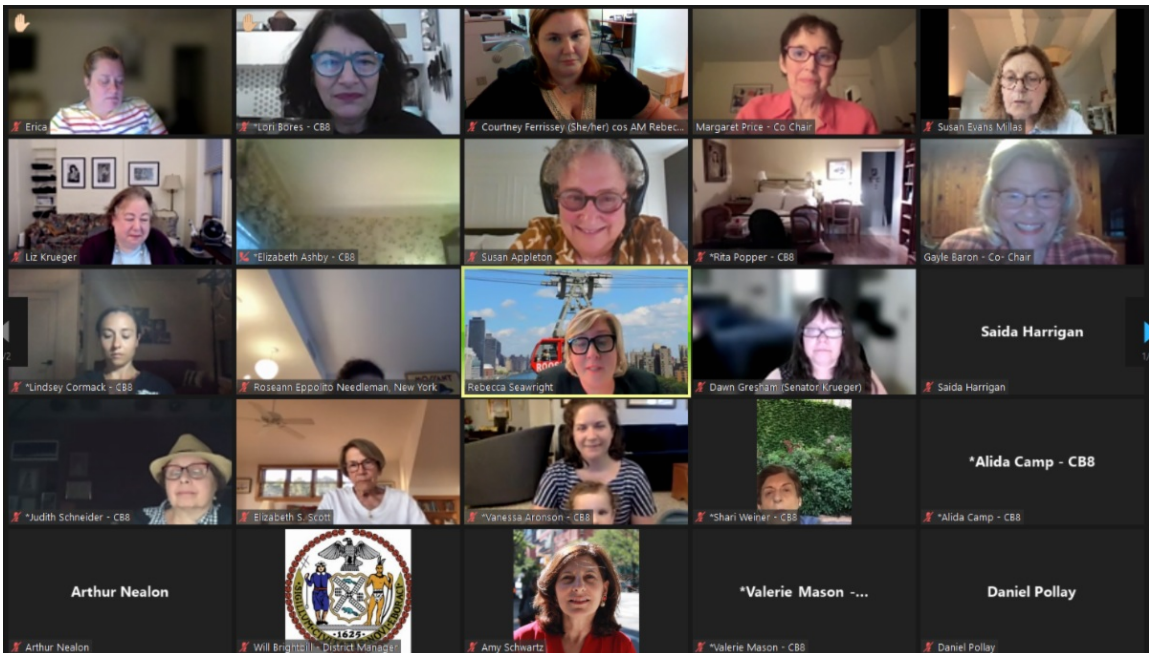 Erica
*Lori Bores - CB8
Courtney Ferrissey (She/her) cos AM Rebec...
Margaret Price - Co Chair
Susan Evans Millas
Liz Krueger
*Elizabeth Ashby - CB8
Susan Appleton
*Rita Popper - CB8
Gayle Baron - Co- Chair
*Lindsey Cormack - CB8
Roseann Eppolito Needleman, New York
ROOS
Rebecca Seawright
Dawn Gresham (Senator Krueger)
Saida Harrigan
Saida Harrigan
*Judith Schneider - CB8
Elizabeth S. Scott
*Vanessa Aronson - CB8
*Shari Weiner - CB8
*Alida Camp - CB8
*Alida Camp - CB8
Arthur Nealon
Arthur Nealon
SIGILLUM
·1625·
Will Brightbill - District Manager
Amy Schwartz
*Valerie Mason -...
*Valerie Mason - CB8
Daniel Pollay
Daniel Pollay